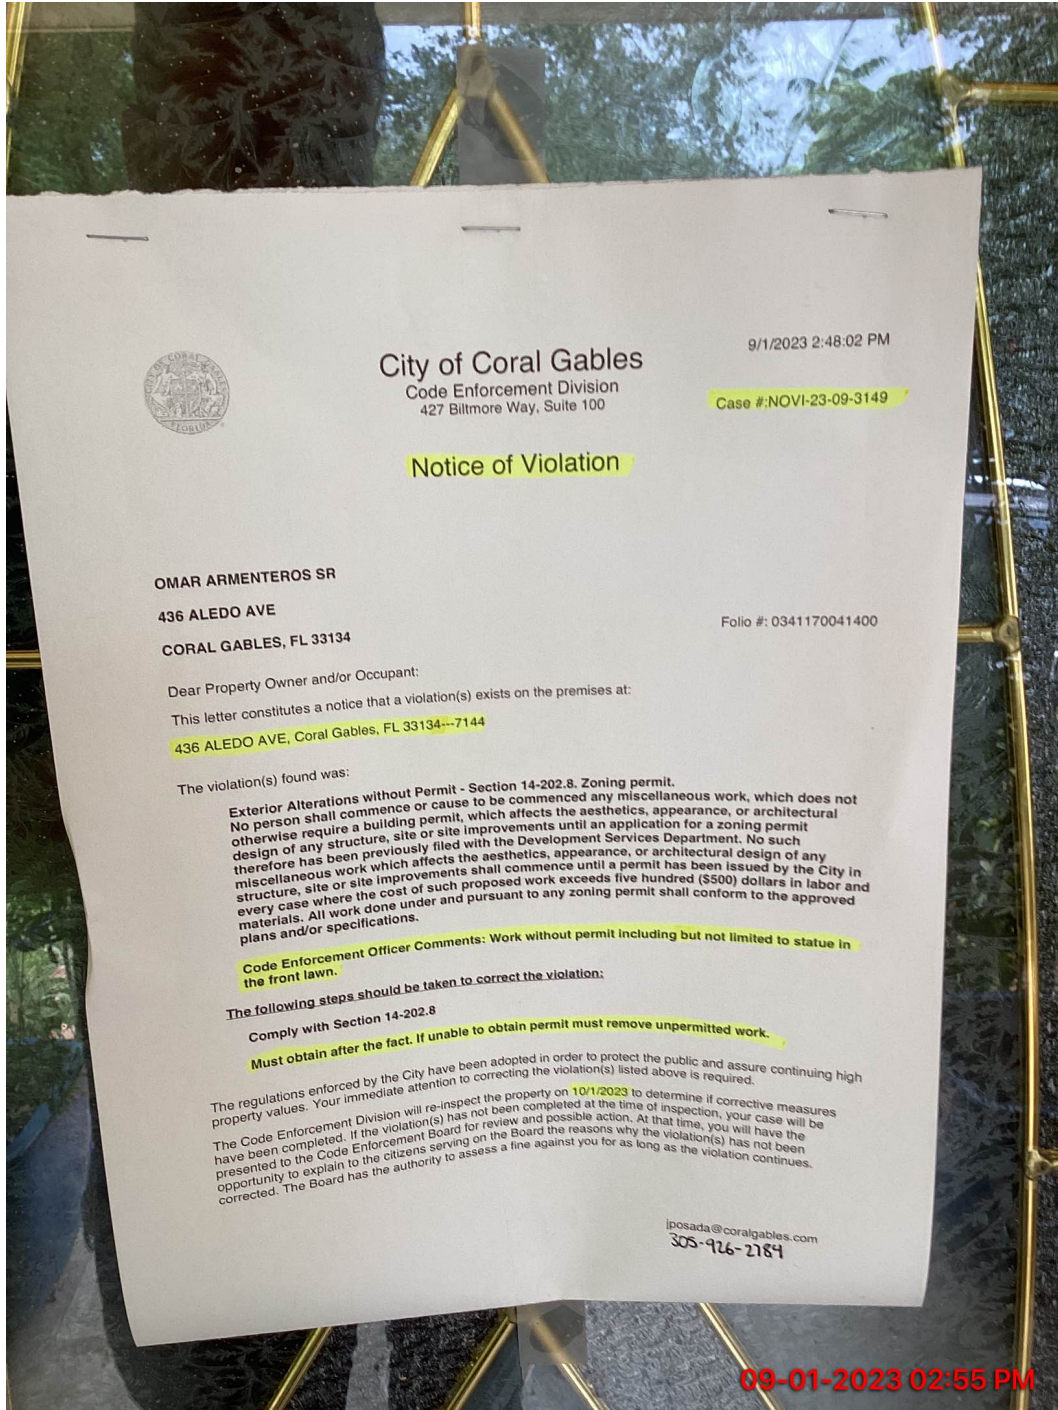 9/1/2023 2:48:02 PM
City of Coral Gables
Code Enforcement Division
427 Biltmore Way, Suite 100
Case #:NOVI-23-09-3149
CITY OF CORAL GABLES
FLORIDA
Notice of Violation
OMAR ARMENTEROS SR
436 ALEDO AVE
CORAL GABLES, FL 33134
Folio #: 0341170041400
Dear Property Owner and/or Occupant:
This letter constitutes a notice that a violation(s) exists on the premises at:
436 ALEDO AVE, Coral Gables, FL 33134---7144
The violation(s) found was:
Exterior Alterations without Permit - Section 14-202.8. Zoning permit.
No person shall commence or cause to be commenced any miscellaneous work, which does not
otherwise require a building permit, which affects the aesthetics, appearance, or architectural
design of any structure, site or site improvements until an application for a zoning permit
therefore has been previously filed with the Development Services Department. No such
miscellaneous work which affects the aesthetics, appearance, or architectural design of any
structure, site or site improvements shall commence until a permit has been issued by the City in
every case where the cost of such proposed work exceeds five hundred ($500) dollars in labor and
materials. All work done under and pursuant to any zoning permit shall conform to the approved
plans and/or specifications.
Code Enforcement Officer Comments: Work without permit including but not limited to statue in
the front lawn.
The following steps should be taken to correct the violation:
Comply with Section 14-202.8
Must obtain after the fact. If unable to obtain permit must remove unpermitted work.
The regulations enforced by the City have been adopted in order to protect the public and assure continuing high
property values. Your immediate attention to correcting the violation(s) listed above is required.
The Code Enforcement Division will re-inspect the property on 10/1/2023 to determine if corrective measures
have been completed. If the violation(s) has not been completed at the time of inspection, your case will be
presented to the Code Enforcement Board for review and possible action. At that time, you will have the
opportunity to explain to the citizens serving on the Board the reasons why the violation(s) has not been
corrected. The Board has the authority to assess a fine against you for as long as the violation continues.
jposada@coralgables.com
305-926-2784
09-01-2023 02:55 PM